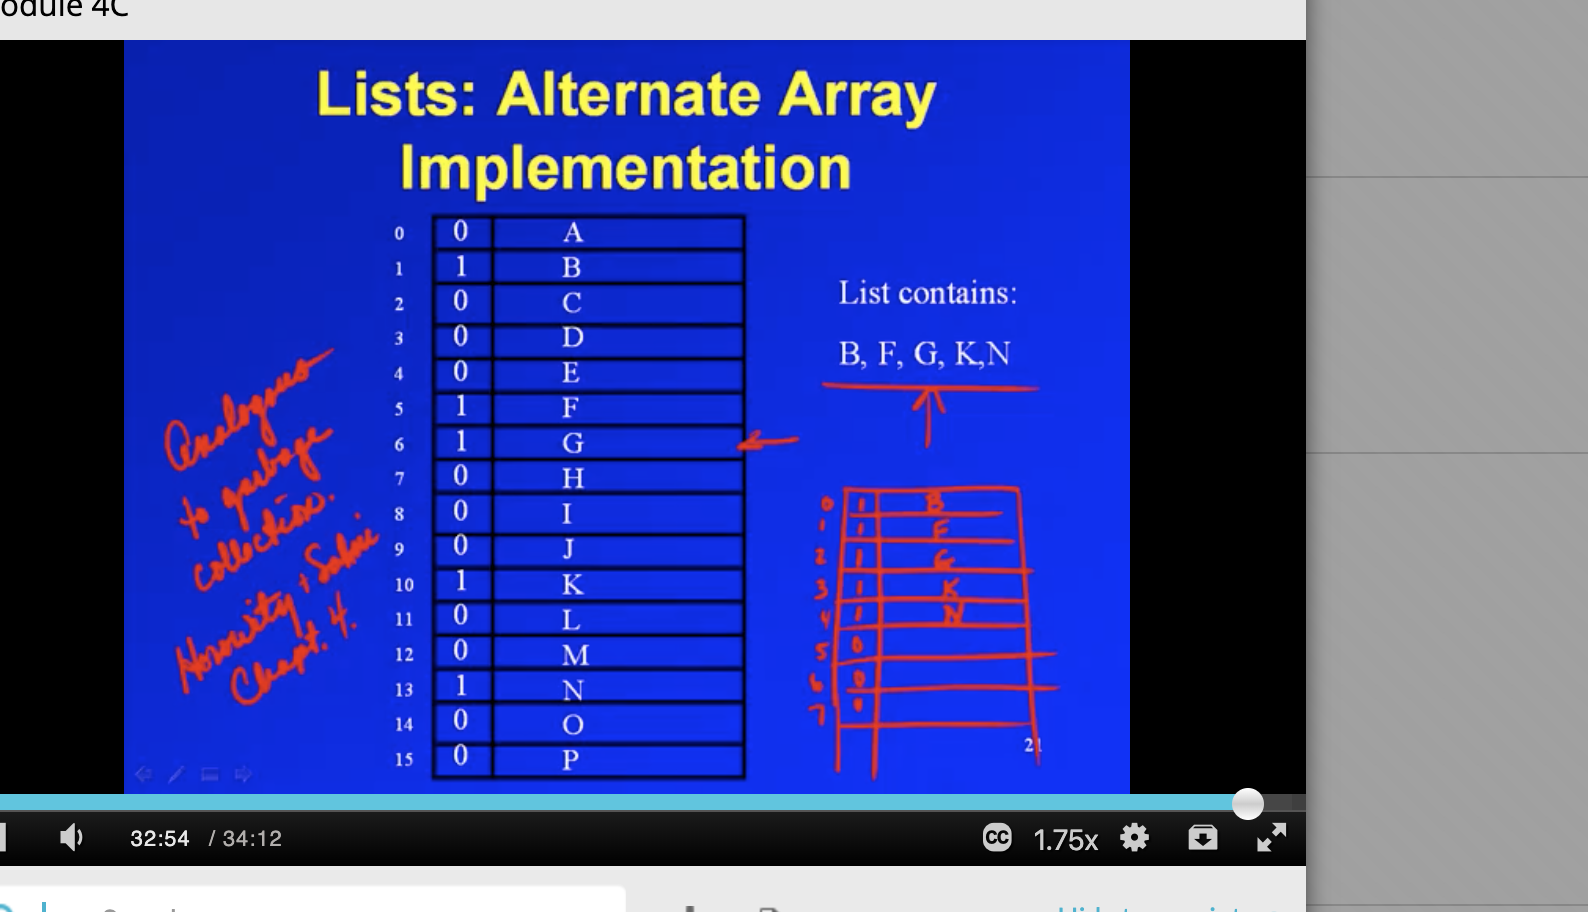 odule 4C
Lists: Alternate Array
Implementation
0 0 A
1 1 B
2 0 C
3 0 D
4 0 E
5 1 F
6 1 G
7 0 H
8 0 I
9 0 J
10 1 K
11 0 L
12 0 M
13 1 N
14 0 O
15 0 P
List contains:
B, F, G, K,N
Analogous
to garbage
collection.
Horowitz + Sahni
Chapt. 4.
0 1 B
1 1 F
2 1 G
3 1 K
4 1 N
5 0
6 0
7 0
21
32:54 / 34:12
CC 1.75x